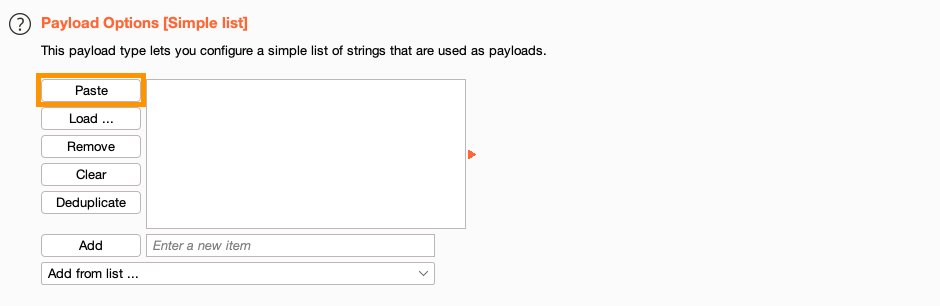 ?
Payload Options [Simple list]
This payload type lets you configure a simple list of strings that are used as payloads.
Paste
Load ...
Remove
Clear
Deduplicate
Add
Enter a new item
Add from list ...